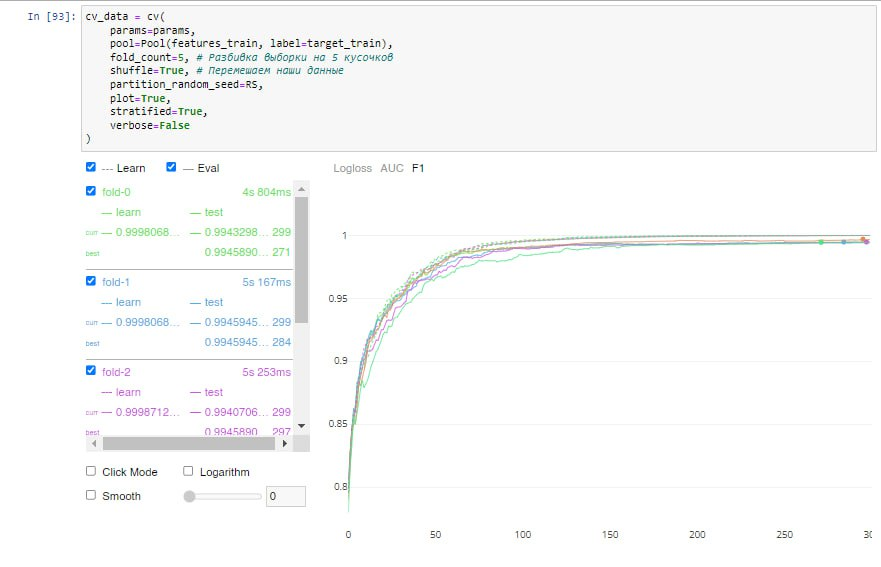 In [93]: cv_data = cv(
params=params,
pool=Pool(features_train, label=target_train),
fold_count=5, # Разбивка выборки на 5 кусочков
shuffle=True, # Перемешаем наши данные
partition_random_seed=RS,
plot=True,
stratified=True,
verbose=False
)
--- Learn — Eval
Logloss AUC F1
fold-0 4s 804ms
— learn — test
curr — 0.9998068... — 0.9943298... 299
best 0.9945890... 271
fold-1 5s 167ms
— learn — test
curr — 0.9998068... — 0.9945945... 299
best 0.9945945... 284
fold-2 5s 253ms
— learn — test
curr — 0.9998712... — 0.9940706... 299
best 0.9945890... 297
Click Mode Logarithm
Smooth 0
1
0.95
0.9
0.85
0.8
0 50 100 150 200 250 30